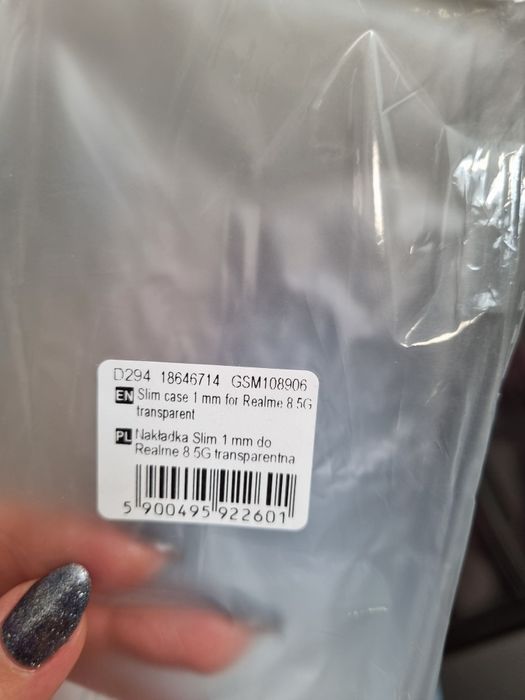 D294 18646714 GSM108906
EN Slim case 1 mm for Realme 8 5G
transparent
PL Nakładka Slim 1 mm do
Realme 8 5G transparentna
5 900495 922601